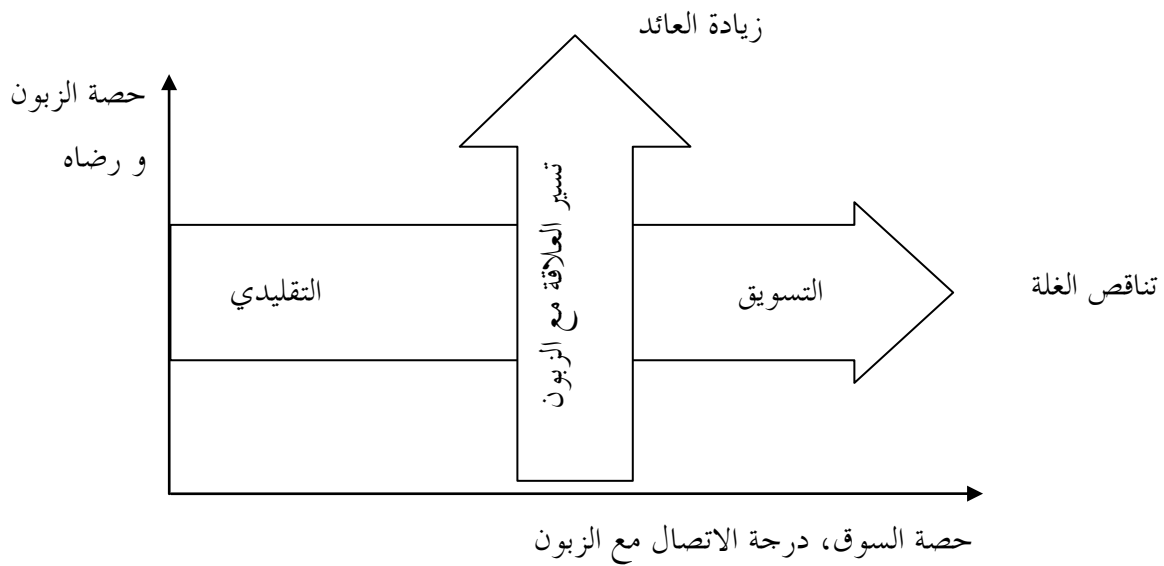 زيادة العائد
حصة الزبون
و رضاه
تسيير العلاقة مع الزبون
التسويق
التقليدي
تناقص الغلة
حصة السوق، درجة الاتصال مع الزبون